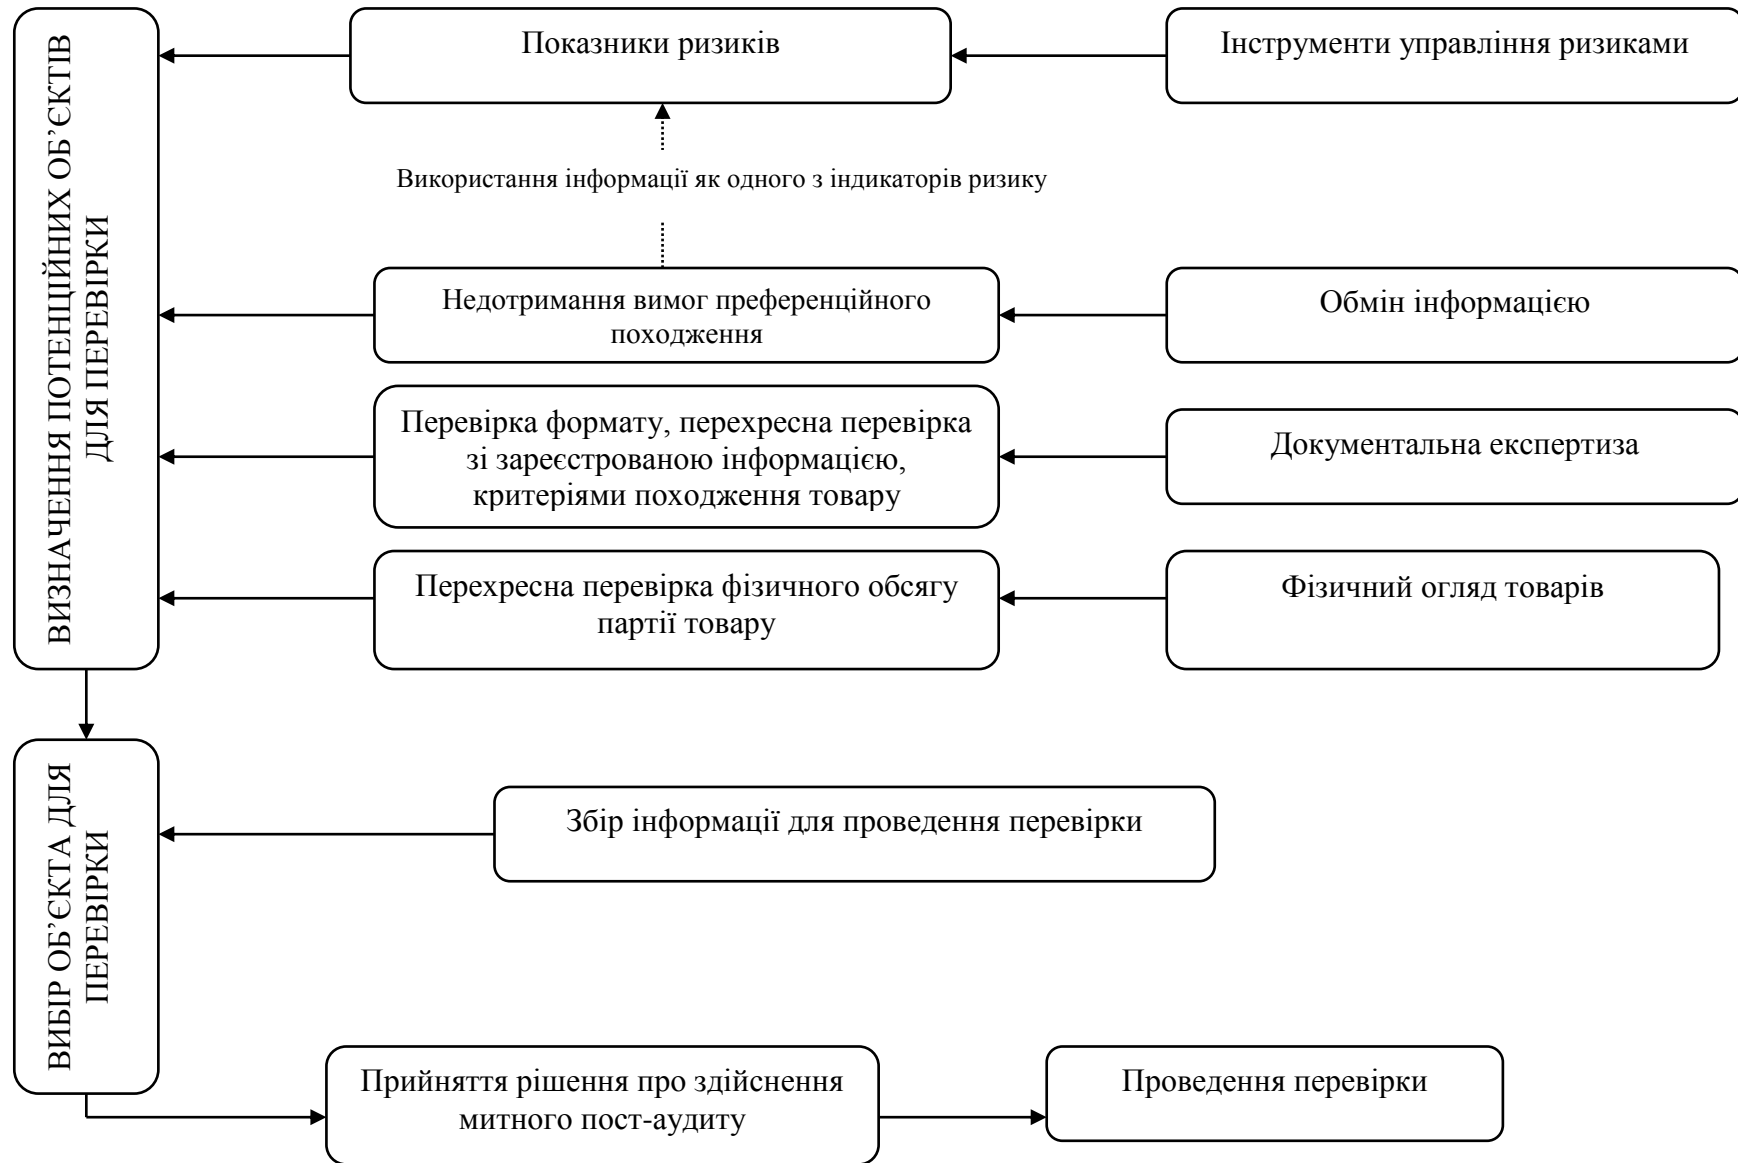 ВИЗНАЧЕННЯ ПОТЕНЦІЙНИХ ОБ’ЄКТІВ
ДЛЯ ПЕРЕВІРКИ
Показники ризиків
Інструменти управління ризиками
Використання інформації як одного з індикаторів ризику
Недотримання вимог преференційного
походження
Обмін інформацією
Перевірка формату, перехресна перевірка
зі зареєстрованою інформацією,
критеріями походження товару
Документальна експертиза
Перехресна перевірка фізичного обсягу
партії товару
Фізичний огляд товарів
ВИБІР ОБ’ЄКТА ДЛЯ
ПЕРЕВІРКИ
Збір інформації для проведення перевірки
Прийняття рішення про здійснення
митного пост-аудиту
Проведення перевірки